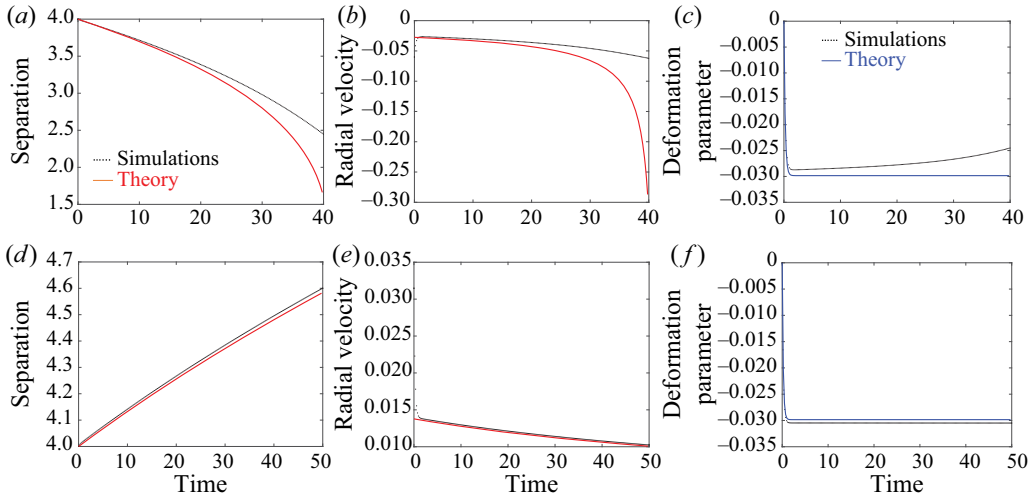 (a)
4.0
3.5
3.0
2.5
2.0
1.5
Separation
Simulations
Theory
0 10 20 30 40
(b)
0
−0.05
−0.10
−0.15
−0.20
−0.25
−0.30
Radial velocity
0 10 20 30 40
(c)
0
−0.005
−0.010
−0.015
−0.020
−0.025
−0.030
−0.035
Deformation
parameter
Simulations
Theory
0 10 20 30 40
(d)
4.7
4.6
4.5
4.4
4.3
4.2
4.1
4.0
Separation
0 10 20 30 40 50
Time
(e)
0.035
0.030
0.025
0.020
0.015
0.010
Radial velocity
0 10 20 30 40 50
Time
(f)
0
−0.005
−0.010
−0.015
−0.020
−0.025
−0.030
−0.035
Deformation
parameter
0 10 20 30 40 50
Time